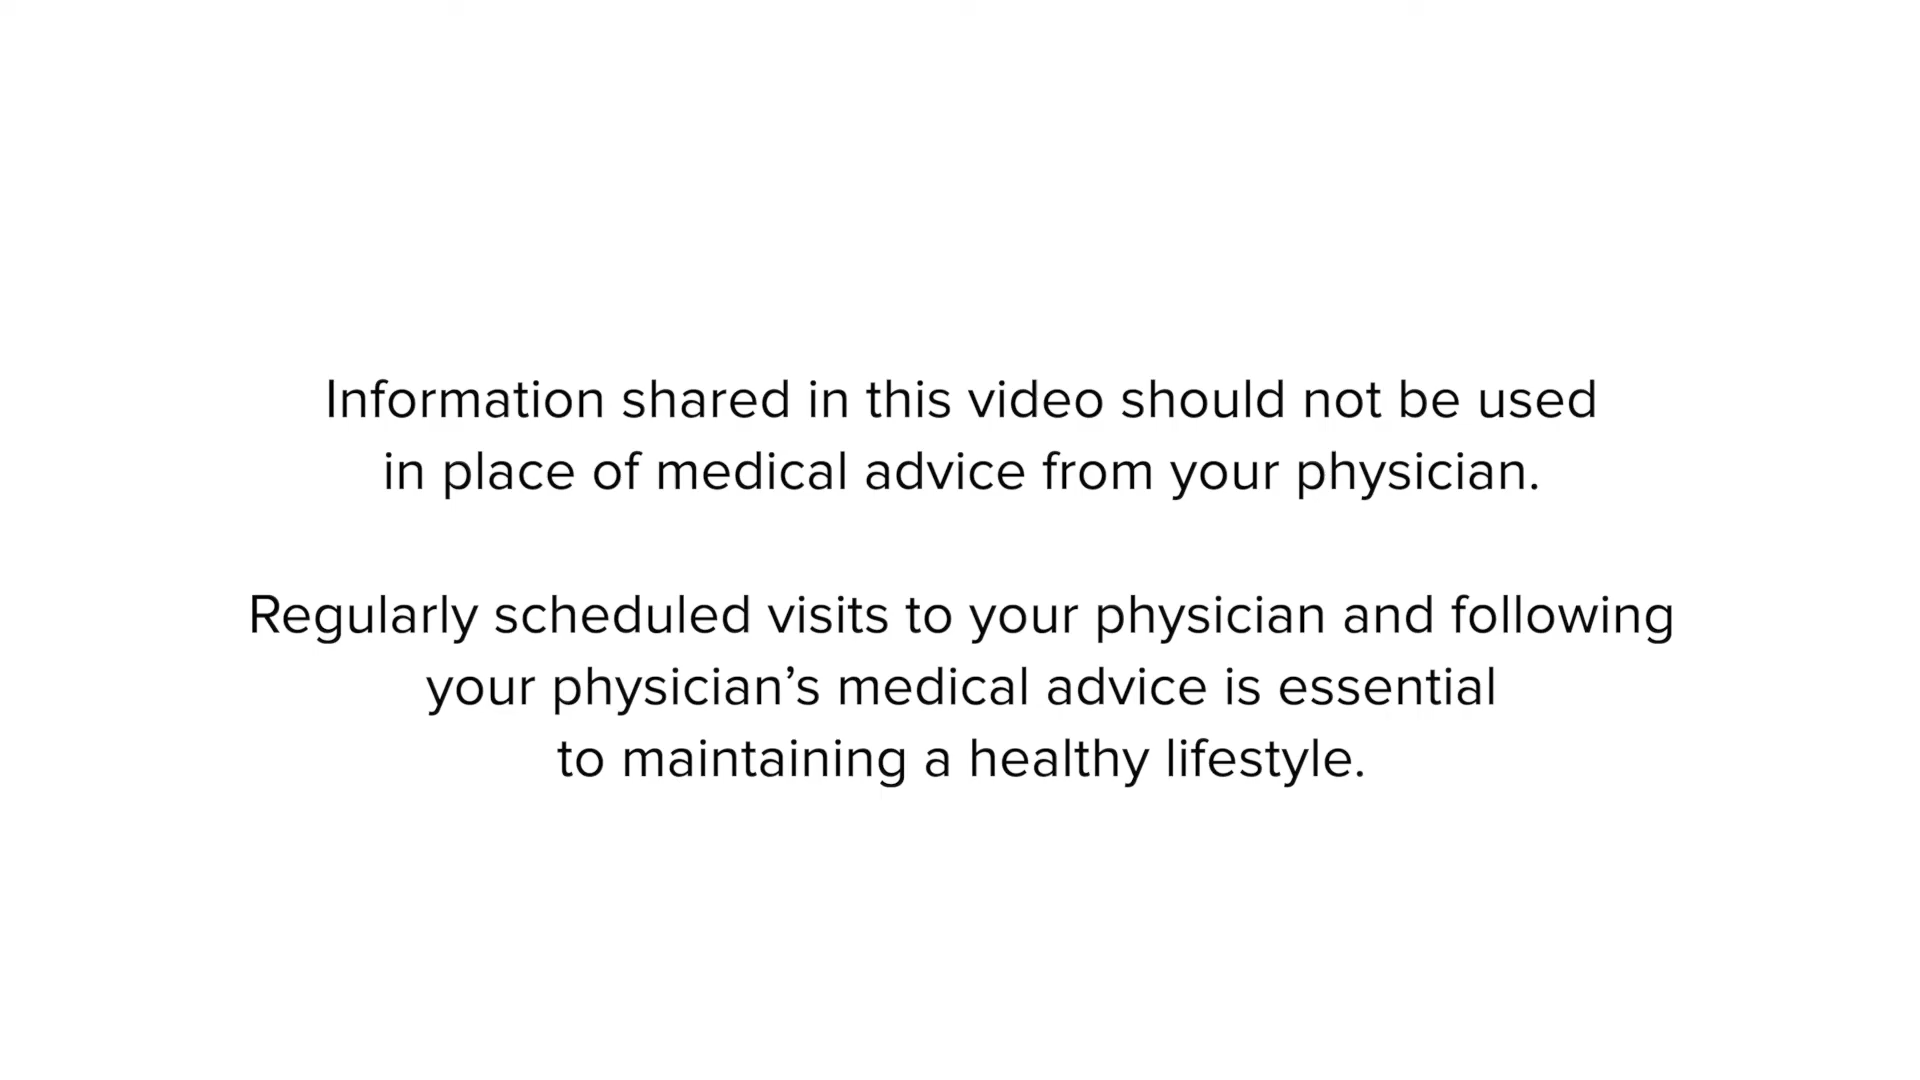 Information shared in this video should not be used
in place of medical advice from your physician.
Regularly scheduled visits to your physician and following
your physician’s medical advice is essential
to maintaining a healthy lifestyle.